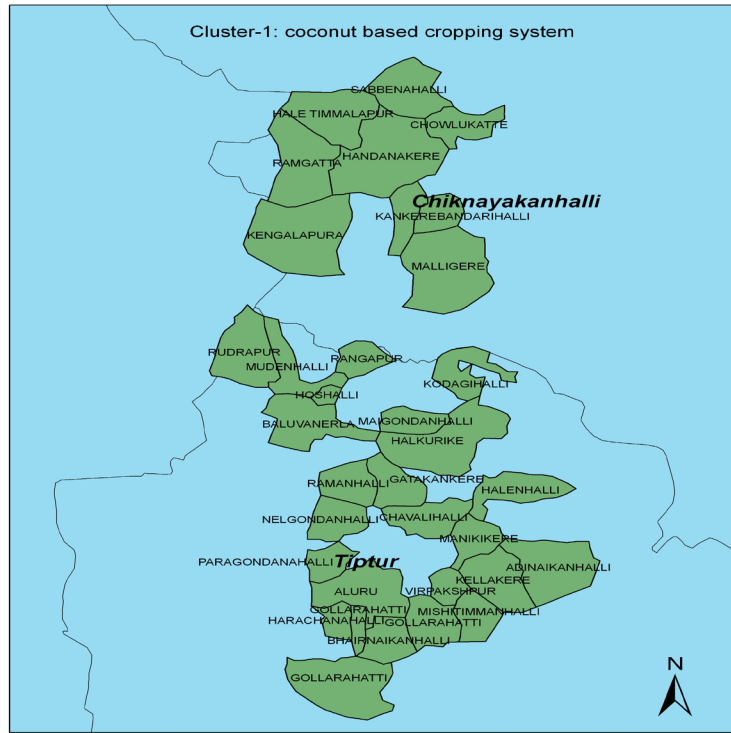 Cluster-1: coconut based cropping system
SABBENAHALLI
HALE TIMMALAPUR
CHOWLUKATTE
HANDANAKERE
RAMGATTA
Chiknayakanhalli
KANKEREBANDARIHALLI
KENGALAPURA
MALLIGERE
RUDRAPUR
RANGAPUR
MUDENHALLI
KODAGIHALLI
HOSHALLI
BALUVANERLA
MAIGONDANHALLI
HALKURIKE
GATAKANKERE
RAMANHALLI
HALENHALLI
NELGONDANHALLI
CHAVALIHALLI
MANIKIKERE
PARAGONDANAHALLI
Tiptur
ADINAIKANHALLI
KELLAKERE
ALURU
VIRPAKSHPUR
GOLLARAHATTI
MISHITIMMANHALLI
HARACHANAHALLI
GOLLARAHATTI
BHAIRNAIKANHALLI
GOLLARAHATTI
N